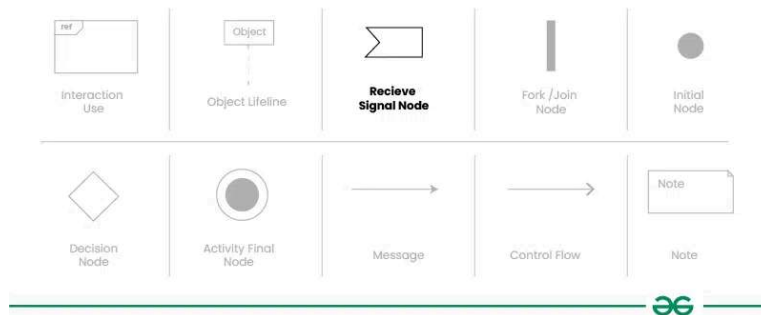 ref
Interaction
Use
Object
Object Lifeline
Recieve
Signal Node
Fork /Join
Node
Initial
Node
Decision
Node
Activity Final
Node
Message
Control Flow
Note
Note